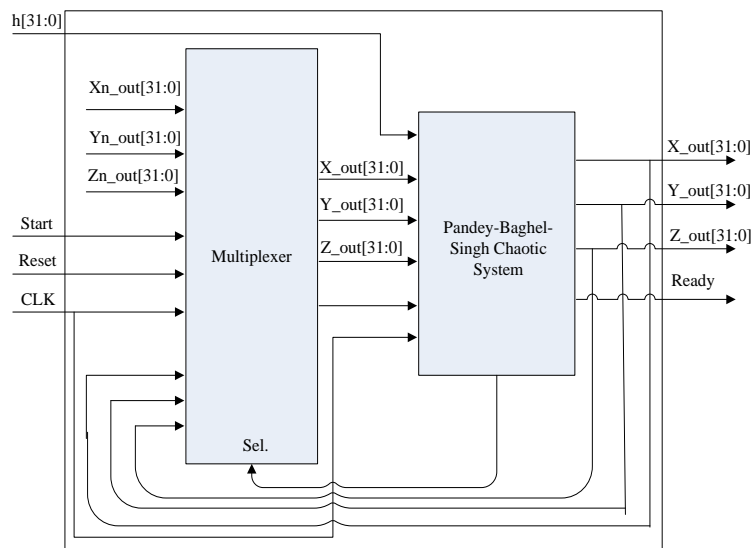 h[31:0]
Xn_out[31:0]
Yn_out[31:0]
Zn_out[31:0]
Start
Reset
CLK
Multiplexer
Sel.
X_out[31:0]
Y_out[31:0]
Z_out[31:0]
Pandey-Baghel-
Singh Chaotic
System
X_out[31:0]
Y_out[31:0]
Z_out[31:0]
Ready